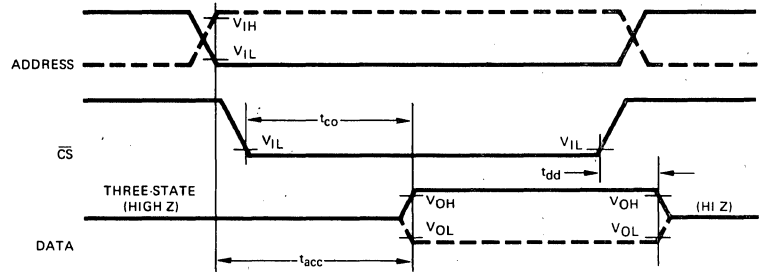 VIH
VIL
ADDRESS
tco
VIL
VIL
CS
tdd
THREE-STATE
(HIGH Z)
VOH
VOH
(HI Z)
VOL
VOL
DATA
tacc